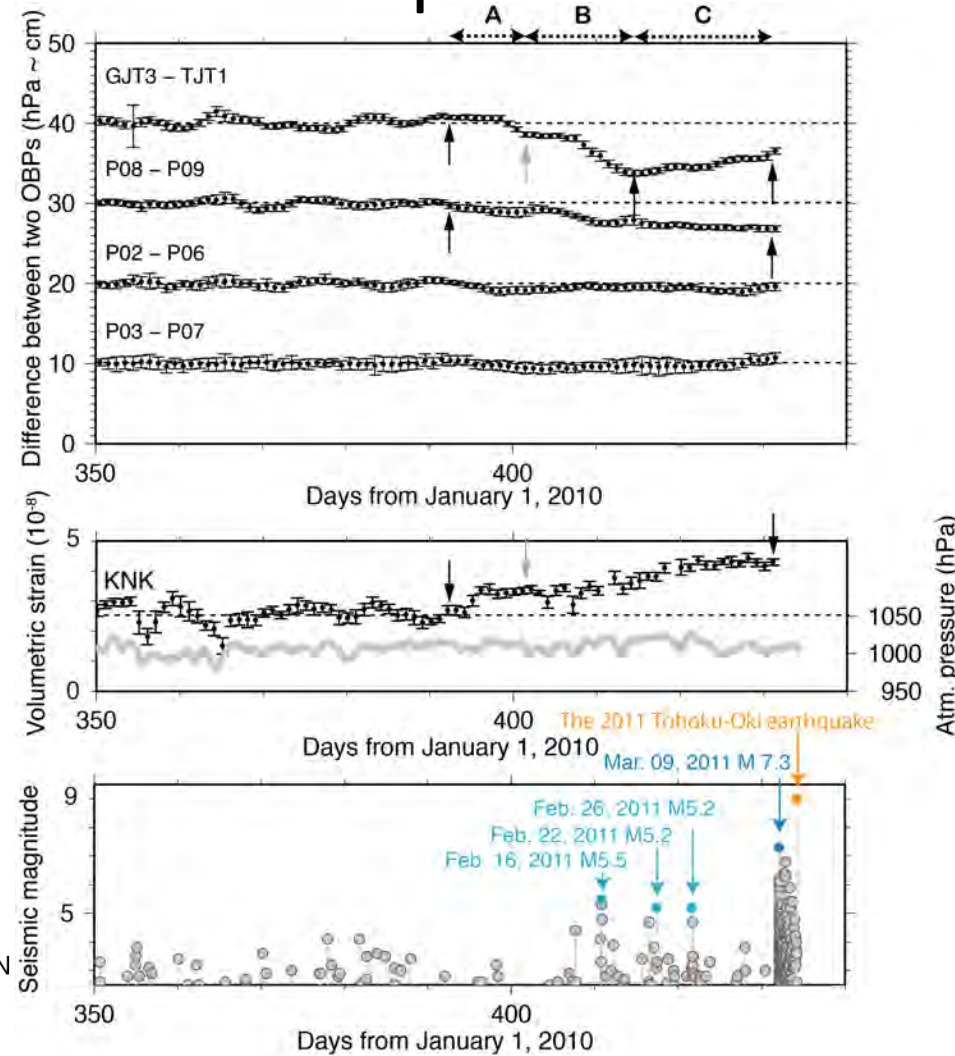 A B C
Difference between two OBPs (hPa ~ cm)
50
40
30
20
10
0
GJT3 – TJT1
P08 – P09
P02 – P06
P03 – P07
350 400
Days from January 1, 2010
Volumetric strain (10-8)
5
0
KNK
1050
1000
950
Atm. pressure (hPa)
350 400
Days from January 1, 2010
The 2011 Tohoku-Oki earthquake
Mar. 09, 2011 M 7.3
Feb. 26, 2011 M5.2
Feb. 22, 2011 M5.2
Feb. 16, 2011 M5.5
Seismic magnitude
9
5
N
350 400
Days from January 1, 2010